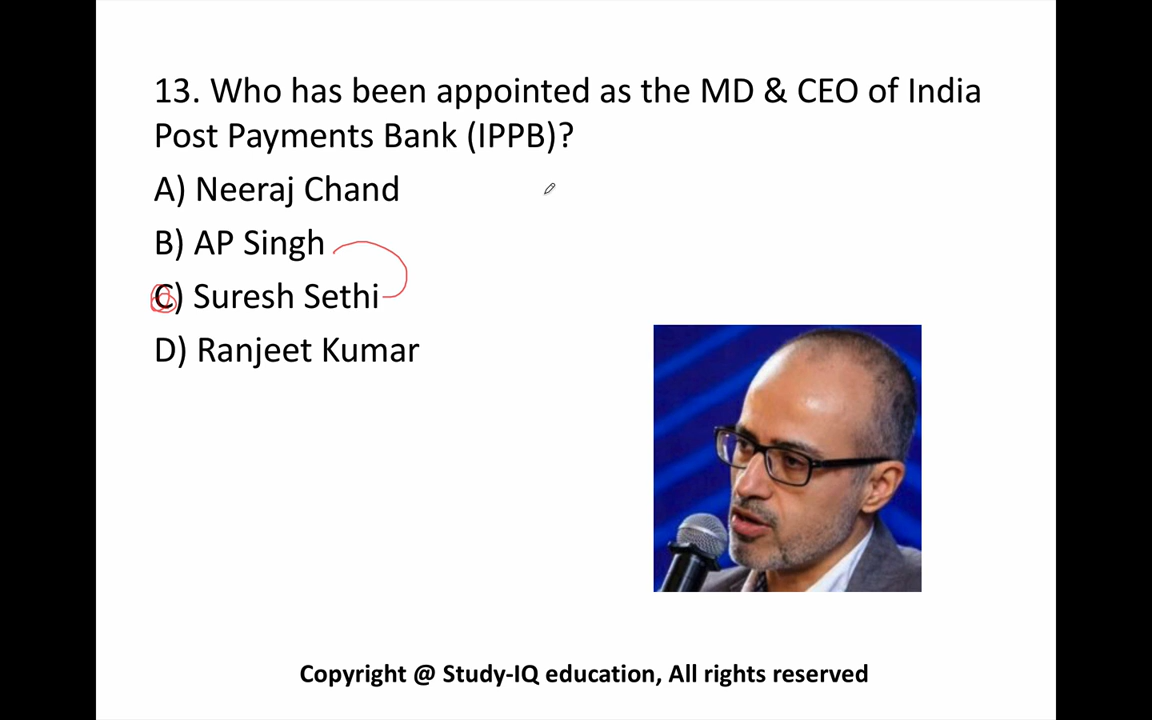 13. Who has been appointed as the MD & CEO of India
Post Payments Bank (IPPB)?
A) Neeraj Chand
B) AP Singh
C) Suresh Sethi
D) Ranjeet Kumar
Copyright @ Study-IQ education, All rights reserved